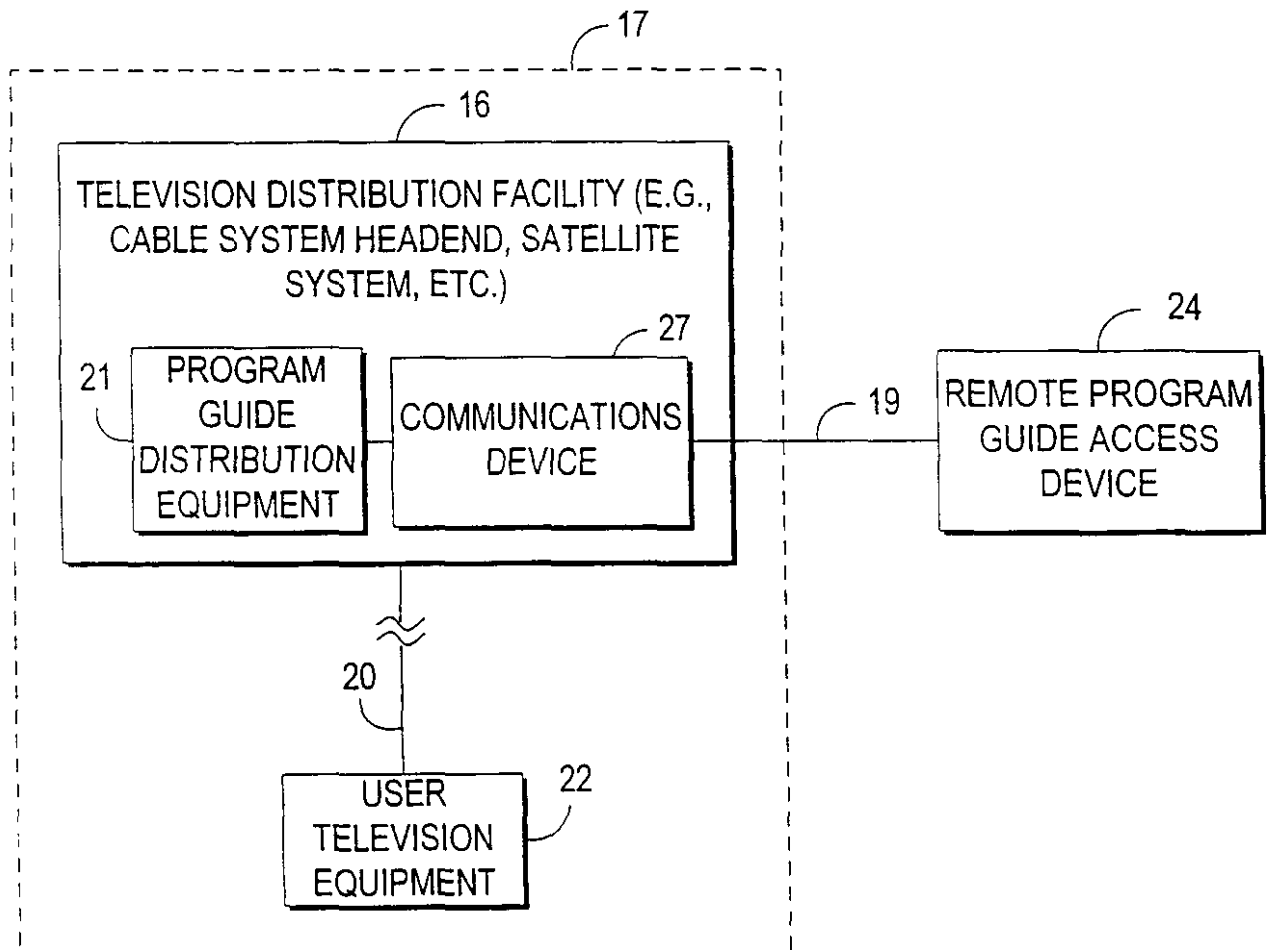 17
16
TELEVISION DISTRIBUTION FACILITY (E.G.,
CABLE SYSTEM HEADEND, SATELLITE
SYSTEM, ETC.)
27
24
21
PROGRAM
GUIDE
DISTRIBUTION
EQUIPMENT
COMMUNICATIONS
DEVICE
19
REMOTE PROGRAM
GUIDE ACCESS
DEVICE
20
22
USER
TELEVISION
EQUIPMENT